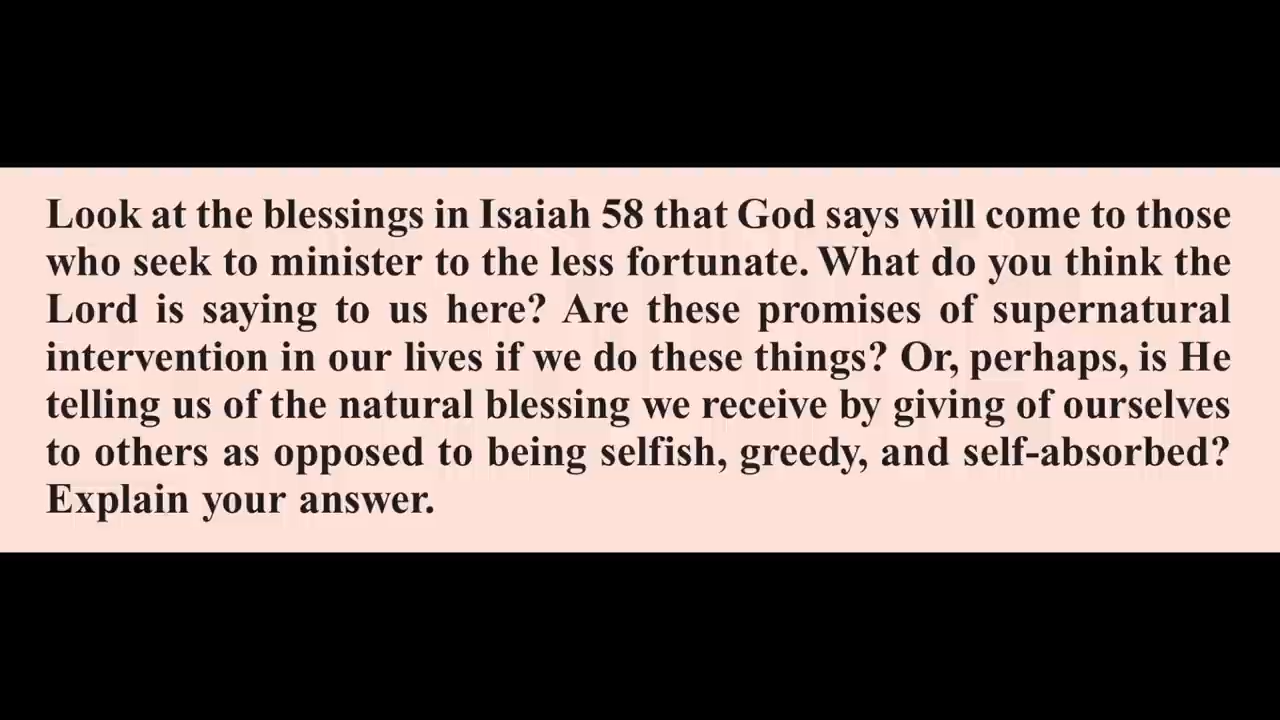 Look at the blessings in Isaiah 58 that God says will come to those
who seek to minister to the less fortunate. What do you think the
Lord is saying to us here? Are these promises of supernatural
intervention in our lives if we do these things? Or, perhaps, is He
telling us of the natural blessing we receive by giving of ourselves
to others as opposed to being selfish, greedy, and self-absorbed?
Explain your answer.